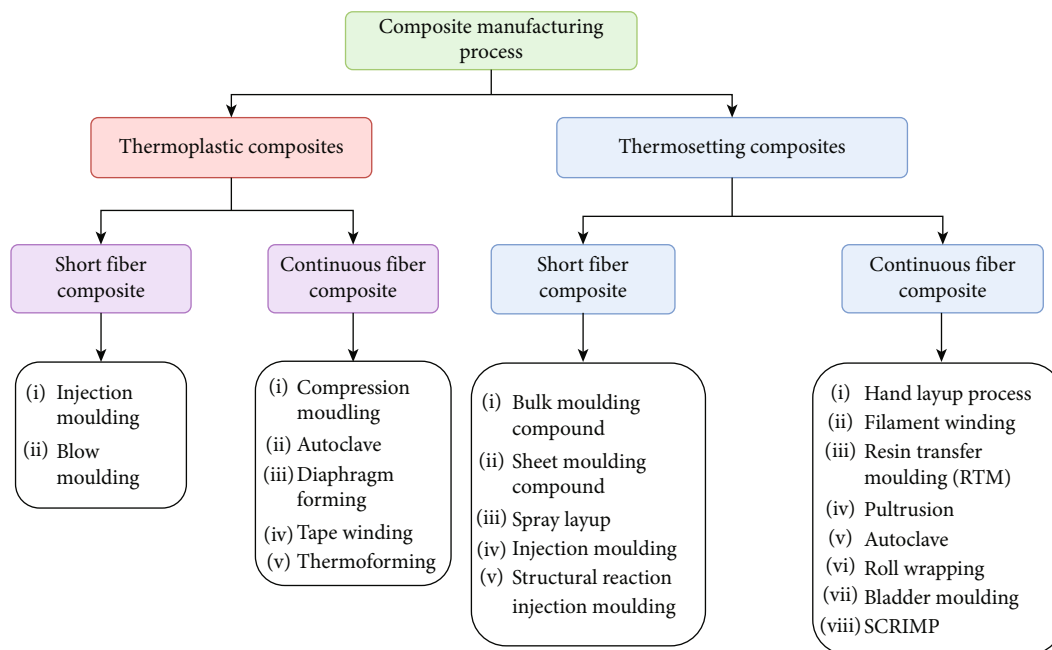 Composite manufacturing
process
Thermoplastic composites
Thermosetting composites
Short fiber
composite
Continuous fiber
composite
Short fiber
composite
Continuous fiber
composite
(i) Injection
moulding
(ii) Blow
moulding
(i) Compression
moudling
(ii) Autoclave
(iii) Diaphragm
forming
(iv) Tape winding
(v) Thermoforming
(i) Bulk moulding
compound
(ii) Sheet moulding
compound
(iii) Spray layup
(iv) Injection moulding
(v) Structural reaction
injection moulding
(i) Hand layup process
(ii) Filament winding
(iii) Resin transfer
moulding (RTM)
(iv) Pultrusion
(v) Autoclave
(vi) Roll wrapping
(vii) Bladder moulding
(viii) SCRIMP